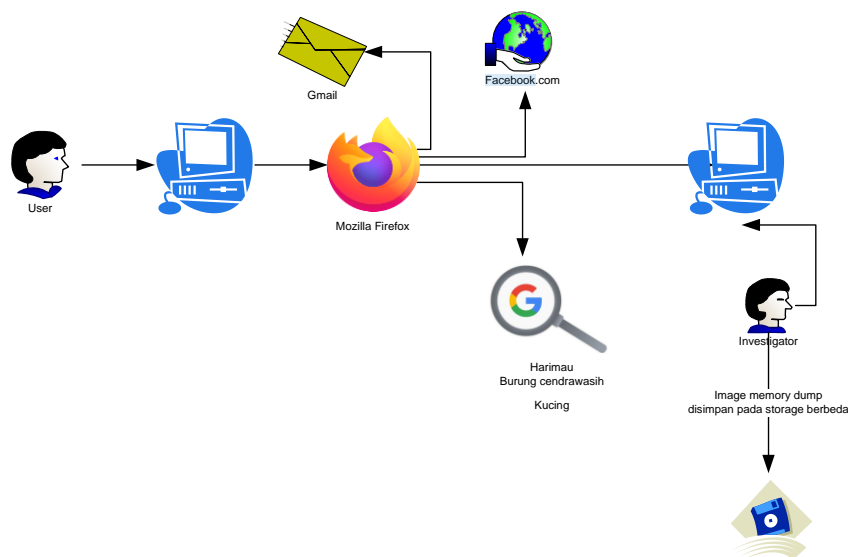 Gmail
Facebook.com
User
Mozilla Firefox
G
Harimau
Burung cendrawasih
Kucing
Investigator
Image memory dump
disimpan pada storage berbeda